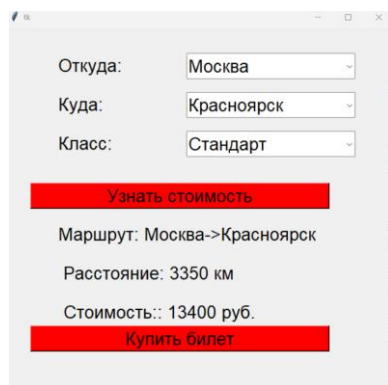 tk
Откуда: Москва
Куда: Красноярск
Класс: Стандарт
Узнать стоимость
Маршрут: Москва->Красноярск
Расстояние: 3350 км
Стоимость:: 13400 руб.
Купить билет